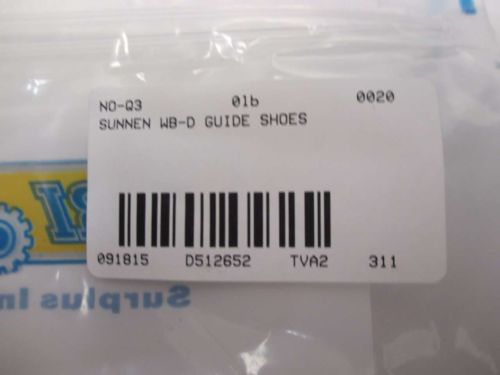 NO-Q3 01b 0020
SUNNEN WB-D GUIDE SHOES
091815 D512652 TVA2 311
Surplus In